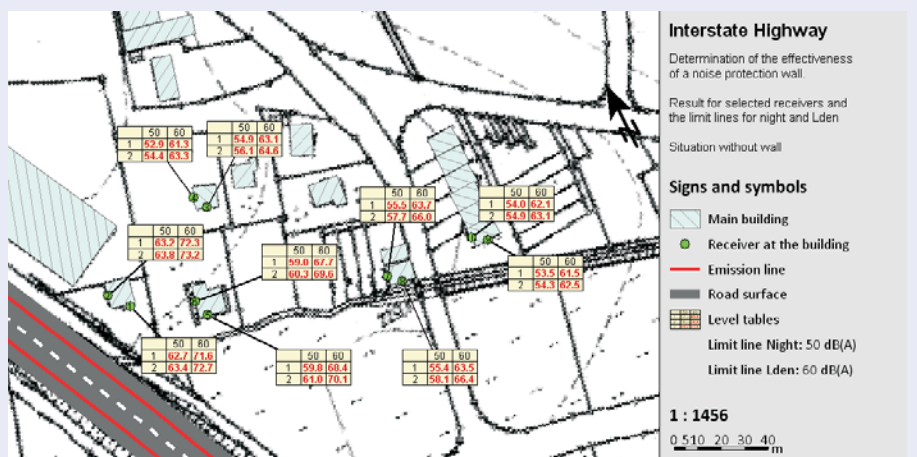 50 60
1 52.9 61.3
2 54.4 63.3
50 60
1 54.9 63.1
2 56.1 64.6
50 60
1 55.5 63.7
2 57.7 66.0
50 60
1 54.0 62.1
2 54.9 63.1
50 60
1 63.2 72.3
2 63.8 73.2
50 60
1 59.0 67.7
2 60.3 69.6
50 60
1 53.5 61.5
2 54.3 62.5
50 60
1 62.7 71.6
2 63.4 72.7
50 60
1 59.8 68.4
2 61.0 70.1
50 60
1 55.4 63.5
2 58.1 66.4
Interstate Highway
Determination of the effectiveness
of a noise protection wall.
Result for selected receivers and
the limit lines for night and Lden
Situation without wall
Signs and symbols
Main building
Receiver at the building
Emission line
Road surface
Level tables
Limit line Night: 50 dB(A)
Limit line Lden: 60 dB(A)
1 : 1456
0 510 20 30 40
m